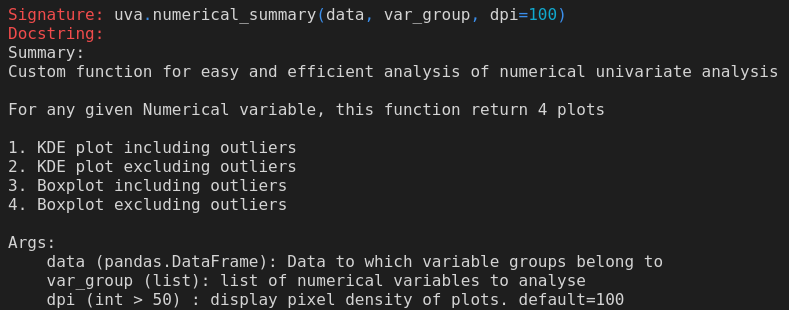 Signature: uva.numerical_summary(data, var_group, dpi=100)
Docstring:
Summary:
Custom function for easy and efficient analysis of numerical univariate analysis
For any given Numerical variable, this function return 4 plots
1. KDE plot including outliers
2. KDE plot excluding outliers
3. Boxplot including outliers
4. Boxplot excluding outliers
Args:
data (pandas.DataFrame): Data to which variable groups belong to
var_group (list): list of numerical variables to analyse
dpi (int > 50) : display pixel density of plots. default=100